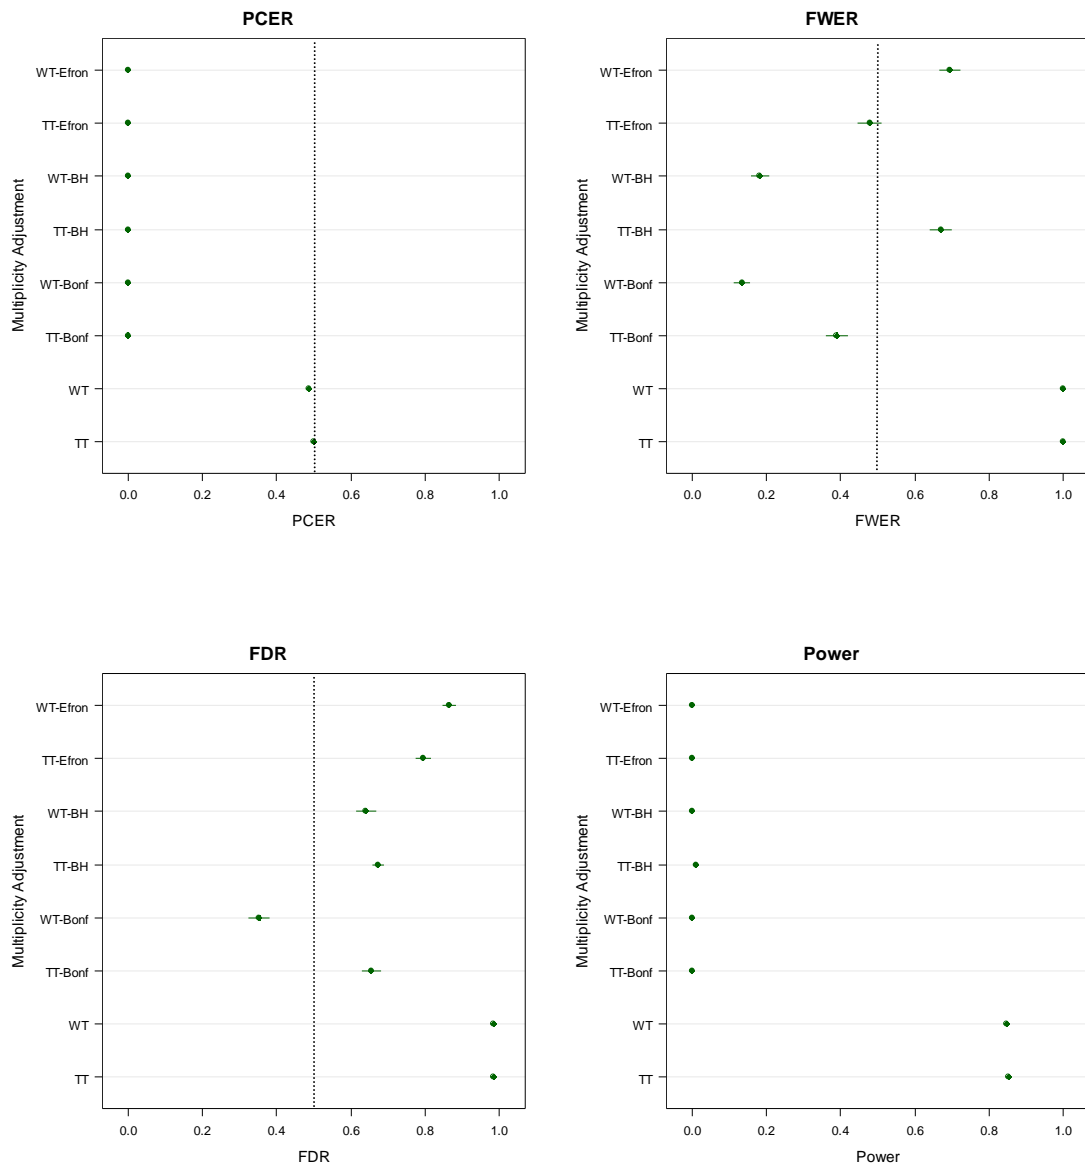 PCER
Multiplicity Adjustment
WT-Efron
TT-Efron
WT-BH
TT-BH
WT-Bonf
TT-Bonf
WT
TT
0.0 0.2 0.4 0.6 0.8 1.0
PCER
FWER
Multiplicity Adjustment
WT-Efron
TT-Efron
WT-BH
TT-BH
WT-Bonf
TT-Bonf
WT
TT
0.0 0.2 0.4 0.6 0.8 1.0
FWER
FDR
Multiplicity Adjustment
WT-Efron
TT-Efron
WT-BH
TT-BH
WT-Bonf
TT-Bonf
WT
TT
0.0 0.2 0.4 0.6 0.8 1.0
FDR
Power
Multiplicity Adjustment
WT-Efron
TT-Efron
WT-BH
TT-BH
WT-Bonf
TT-Bonf
WT
TT
0.0 0.2 0.4 0.6 0.8 1.0
Power